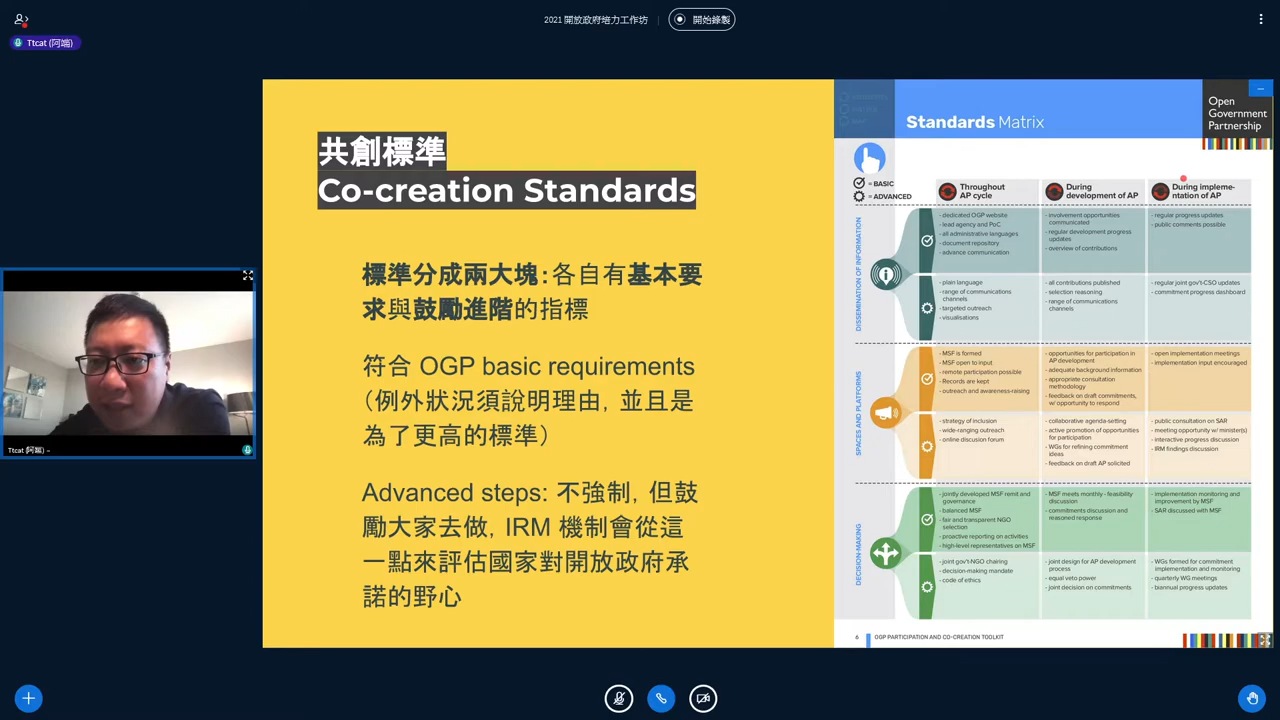 2021 開放政府培力工作坊
開始錄製
Ttcat (阿端)
共創標準
Co-creation Standards
標準分成兩大塊：各自有基本要
求與鼓勵進階的指標
符合 OGP basic requirements
（例外狀況須說明理由，並且是
為了更高的標準）
Advanced steps: 不強制，但鼓
勵大家去做，IRM 機制會從這
一點來評估國家對開放政府承
諾的野心
Standards Matrix
Open
Government
Partnership
= BASIC
= ADVANCED
Throughout
AP cycle
During
development of AP
During impleme-
ntation of AP
DISSEMINATION OF INFORMATION
- dedicated OGP website
- lead agency and PoC
- all administrative languages
- document repository
- advance communication
- involvement opportunities
communicated
- regular development progress
updates
- overview of contributions
- regular progress updates
- public comments possible
- plain language
- range of communications
channels
- targeted outreach
- visualisations
- all contributions published
- selection reasoning
- range of communications
channels
- regular joint gov't-CSO updates
- commitment progress dashboard
SPACES AND PLATFORMS
- MSF is formed
- MSF open to input
- remote participation possible
- Records are kept
- outreach and awareness-raising
- opportunities for participation in
AP development
- adequate background information
- appropriate consultation
methodology
- feedback on draft commitments,
w/ opportunity to respond
- open implementation meetings
- implementation input encouraged
- strategy of inclusion
- wide-ranging outreach
- online discusion forum
- collaborative agenda-setting
- active promotion of opportunities
for participation
- WGs for refining commitment
ideas
- feedback on draft AP solicited
- public consultation on SAR
- meeting opportunity w/ minister(s)
- interactive progress discussion
- IRM findings discussion
DECISION-MAKING
- jointly developed MSF remit and
governance
- balanced MSF
- fair and transparent NGO
selection
- proactive reporting on activities
- high-level representatives on MSF
- MSF meets monthly - feasibility
discussion
- commitments discussion and
reasoned response
- implementation monitoring and
improvement by MSF
- SAR discussed with MSF
- joint gov't-NGO chairing
- decision-making mandate
- code of ethics
- joint design for AP development
process
- equal veto power
- joint decision on commitments
- WGs formed for commitment
implementation and monitoring
- quarterly WG meetings
- biannual progress updates
6 OGP PARTICIPATION AND CO-CREATION TOOLKIT
Ttcat (阿端) –